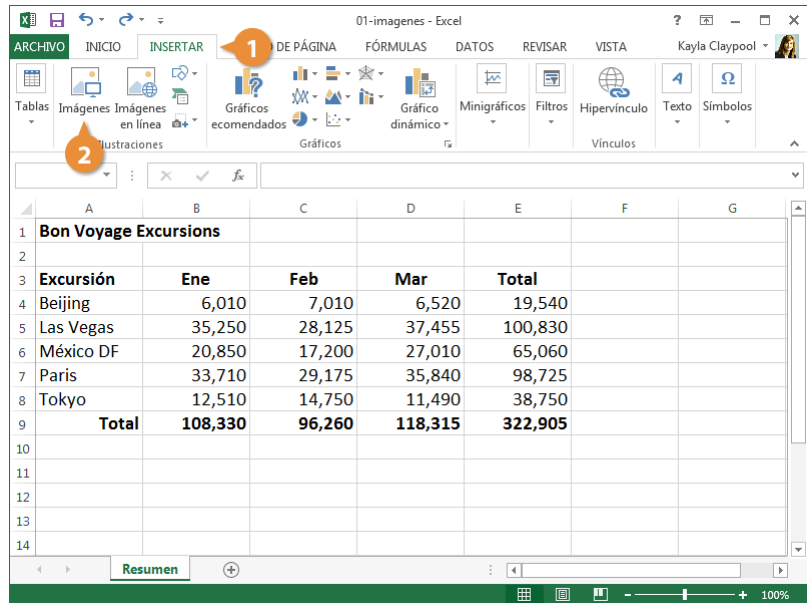 01-imagenes - Excel
ARCHIVO INICIO INSERTAR 1 DE PÁGINA FÓRMULAS DATOS REVISAR VISTA Kayla Claypool
Tablas Imágenes Imágenes en línea Gráficos ecomendados Gráfico dinámico Minigráficos Filtros Hipervínculo Texto Símbolos
2 lustraciones Gráficos Vínculos
fx
A B C D E F G
1 Bon Voyage Excursions
2
3 Excursión Ene Feb Mar Total
4 Beijing 6,010 7,010 6,520 19,540
5 Las Vegas 35,250 28,125 37,455 100,830
6 México DF 20,850 17,200 27,010 65,060
7 Paris 33,710 29,175 35,840 98,725
8 Tokyo 12,510 14,750 11,490 38,750
9 Total 108,330 96,260 118,315 322,905
10
11
12
13
14
Resumen
100%